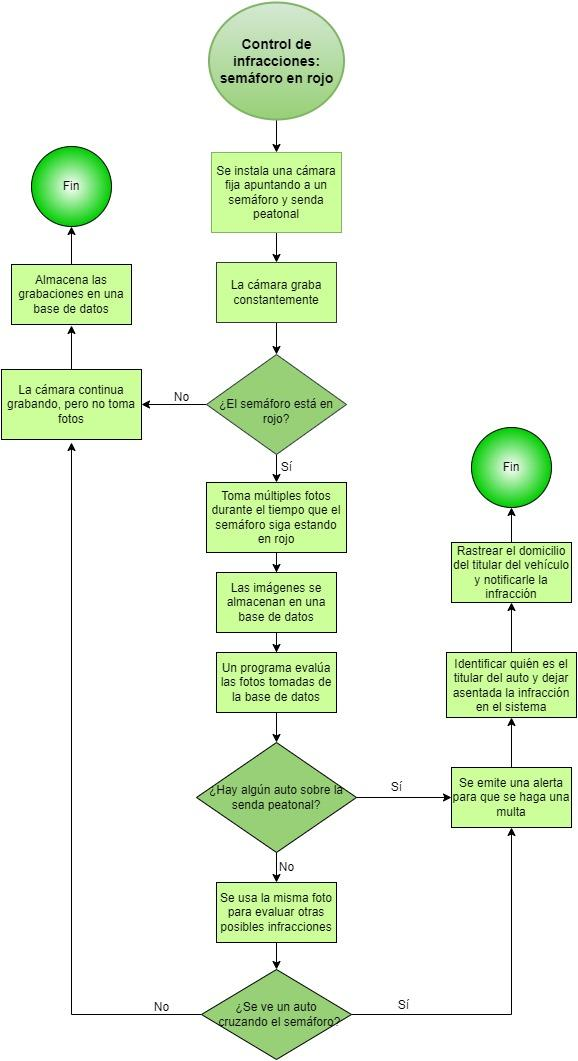 Control de
infracciones:
semáforo en rojo
Se instala una cámara
fija apuntando a un
semáforo y senda
peatonal
Fin
La cámara graba
constantemente
Almacena las
grabaciones en una
base de datos
¿El semáforo está en
rojo?
No
La cámara continua
grabando, pero no toma
fotos
Sí
Toma múltiples fotos
durante el tiempo que el
semáforo siga estando
en rojo
Las imágenes se
almacenan en una
base de datos
Un programa evalúa
las fotos tomadas de
la base de datos
¿Hay algún auto sobre la
senda peatonal?
Sí
Se emite una alerta
para que se haga una
multa
Identificar quién es el
titular del auto y dejar
asentada la infracción
en el sistema
Rastrear el domicilio
del titular del vehículo
y notificarle la
infracción
Fin
No
Se usa la misma foto
para evaluar otras
posibles infracciones
¿Se ve un auto
cruzando el semáforo?
No
Sí